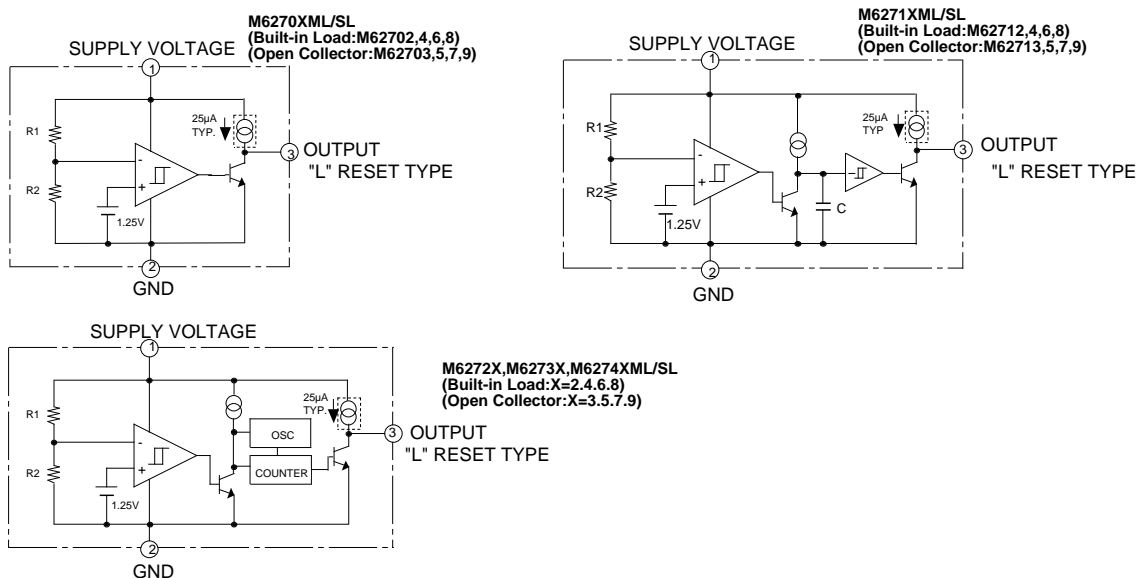 M6270XML/SL
(Built-in Load:M62702,4,6,8)
(Open Collector:M62703,5,7,9)
SUPPLY VOLTAGE
1
R1
R2
25µA
TYP.
-
+
1.25V
3
OUTPUT
"L" RESET TYPE
2
GND
M6271XML/SL
(Built-in Load:M62712,4,6,8)
(Open Collector:M62713,5,7,9)
SUPPLY VOLTAGE
1
R1
R2
25µA
TYP
-
+
1.25V
C
3
OUTPUT
"L" RESET TYPE
2
GND
SUPPLY VOLTAGE
1
M6272X,M6273X,M6274XML/SL
(Built-in Load:X=2.4.6.8)
(Open Collector:X=3.5.7.9)
R1
R2
25µA
TYP.
-
+
1.25V
OSC
COUNTER
3
OUTPUT
"L" RESET TYPE
2
GND